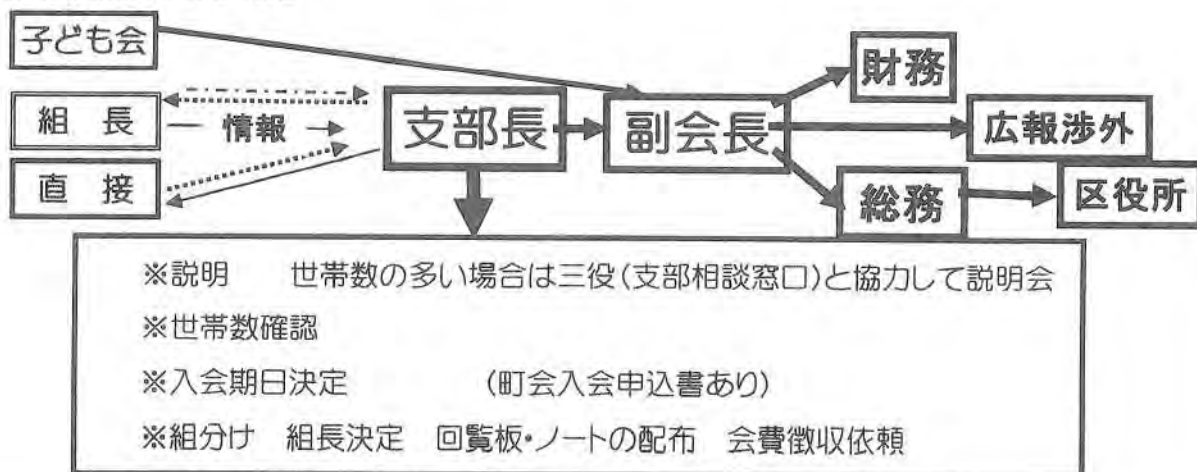 子ども会
財務
組 長
情報
支部長
副会長
広報渉外
直 接
総務
区役所
※説明 世帯数の多い場合は三役(支部相談窓口)と協力して説明会
※世帯数確認
※入会期日決定 (町会入会申込書あり)
※組分け 組長決定 回覧板・ノートの配布 会費徴収依頼